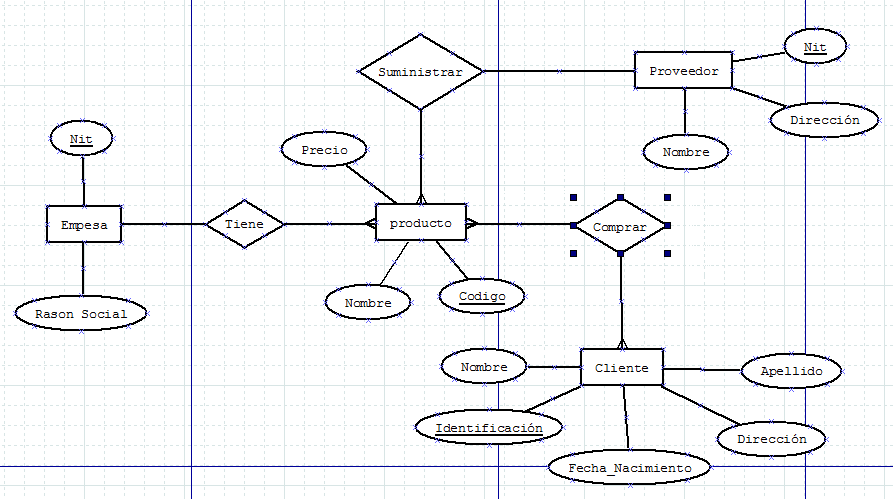 Nit
Suministrar
Proveedor
Dirección
Nit
Precio
Nombre
Empesa
Tiene
producto
Comprar
Rason Social
Nombre
Codigo
Nombre
Cliente
Apellido
Identificación
Dirección
Fecha_Nacimiento